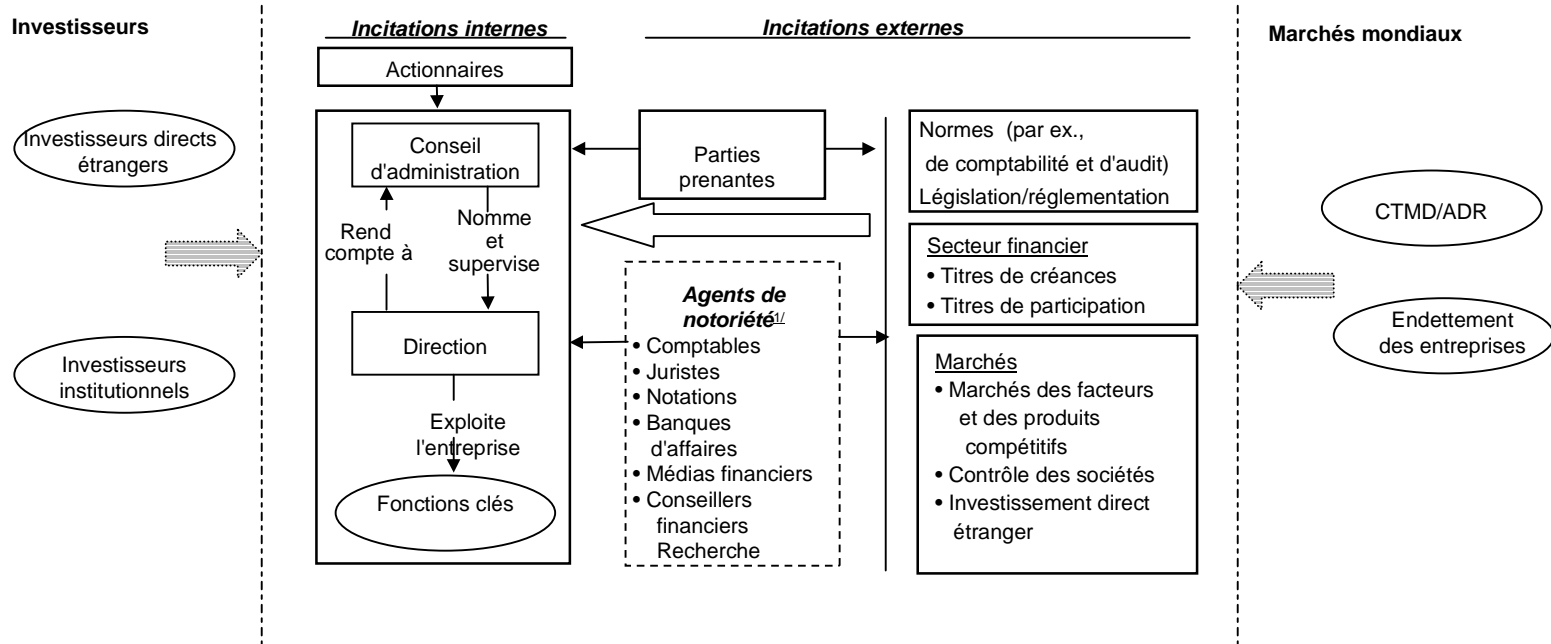 Investisseurs
Incitations internes
Incitations externes
Marchés mondiaux
Actionnaires
Investisseurs directs
étrangers
Investisseurs
institutionnels
Conseil
d'administration
Rend
compte à
Nomme
et
supervise
Direction
Exploite
l'entreprise
Fonctions clés
Parties
prenantes
Agents de
notoriété1/
• Comptables
• Juristes
• Notations
• Banques
d'affaires
• Médias financiers
• Conseillers
financiers
Recherche
Normes (par ex.,
de comptabilité et d'audit)
Législation/réglementation
Secteur financier
• Titres de créances
• Titres de participation
Marchés
• Marchés des facteurs
et des produits
compétitifs
• Contrôle des sociétés
• Investissement direct
étranger
CTMD/ADR
Endettement
des entreprises